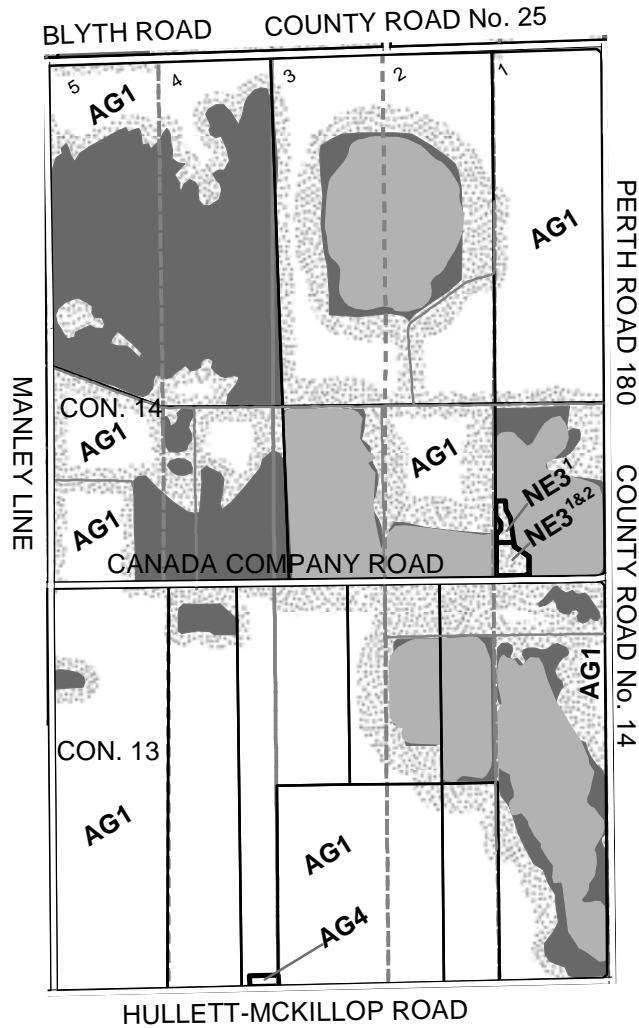 BLYTH ROAD COUNTY ROAD No. 25
5 4 3 2 1
AG1
AG1
PERTH ROAD 180
MANLEY LINE
CON. 14
AG1
AG1
NE3¹
NE3¹&²
AG1
CANADA COMPANY ROAD
COUNTY ROAD No. 14
AG1
CON. 13
AG1
AG1
AG4
HULLETT-MCKILLOP ROAD